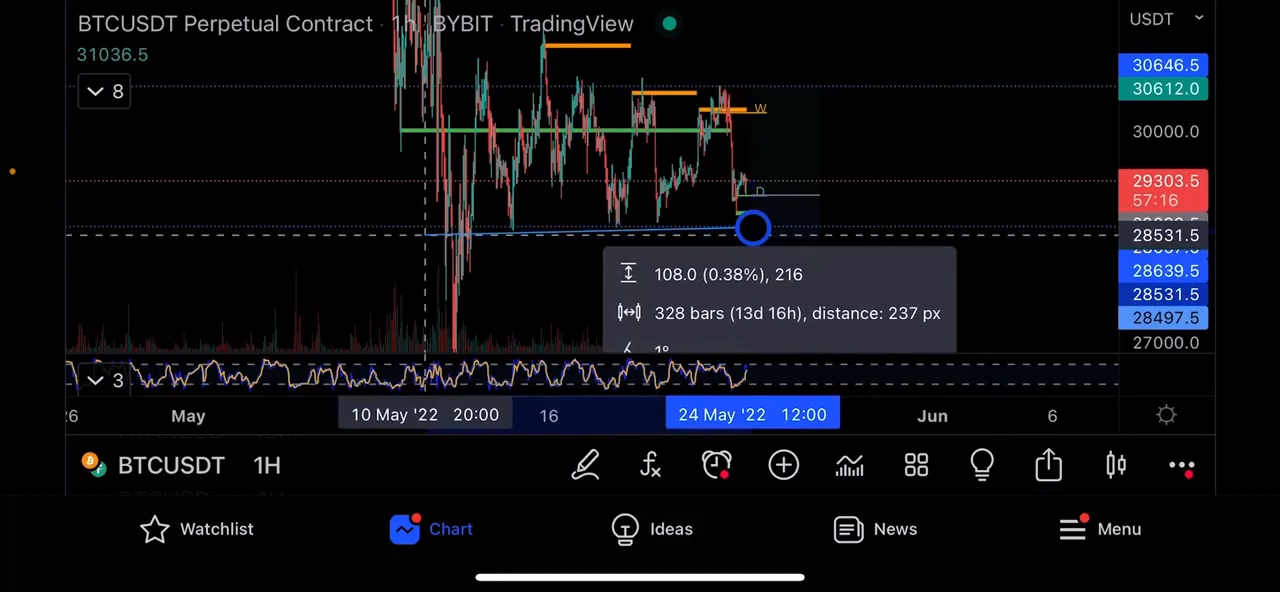 BTCUSDT Perpetual Contract · 1h · BYBIT · TradingView
USDT
31036.5
8
30646.5
30612.0
W
30000.0
29303.5
57:16
D
28531.5
108.0 (0.38%), 216
28639.5
28531.5
328 bars (13d 16h), distance: 237 px
28497.5
1°
27000.0
3
May
10 May '22 20:00
16
24 May '22 12:00
Jun
6
BTCUSDT 1H
Watchlist
Chart
Ideas
News
Menu